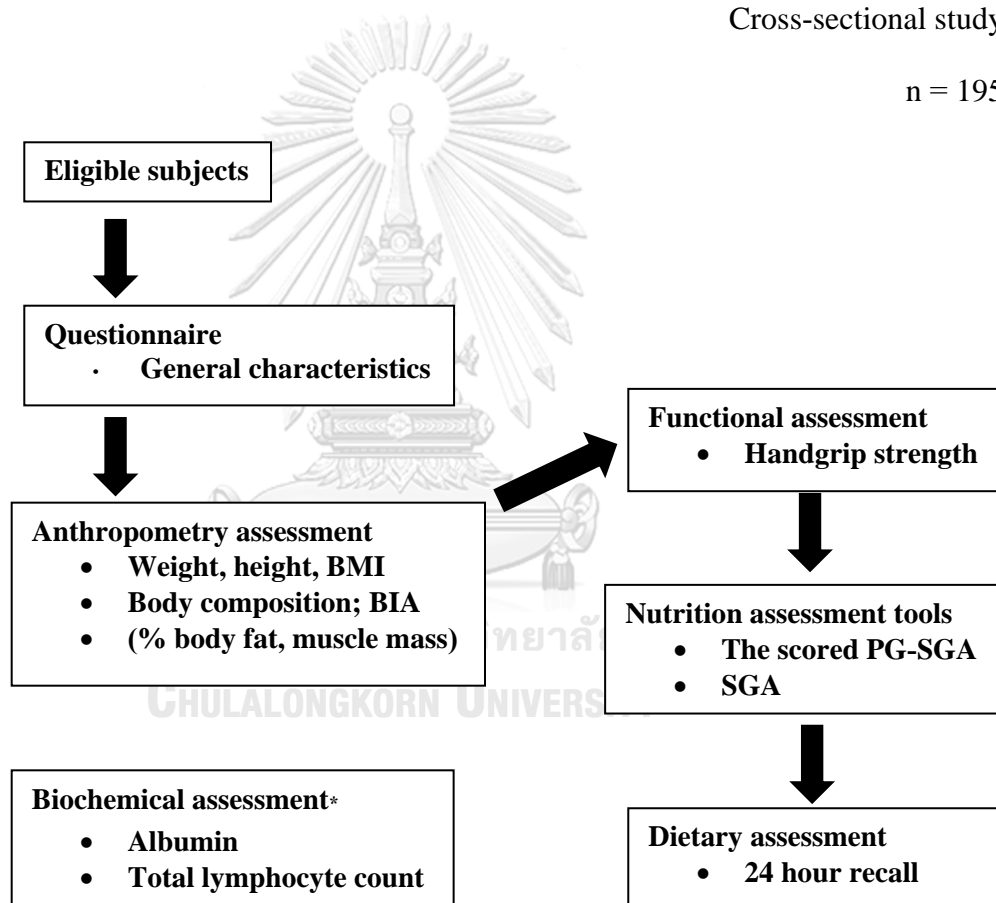 Cross-sectional study
n = 195
Eligible subjects
Questionnaire
· General characteristics
Anthropometry assessment
• Weight, height, BMI
• Body composition; BIA
• (% body fat, muscle mass)
Functional assessment
• Handgrip strength
Nutrition assessment tools
• The scored PG-SGA
• SGA
Biochemical assessment*
• Albumin
• Total lymphocyte count
Dietary assessment
• 24 hour recall
CHULALONGKORN UNIVERSITY